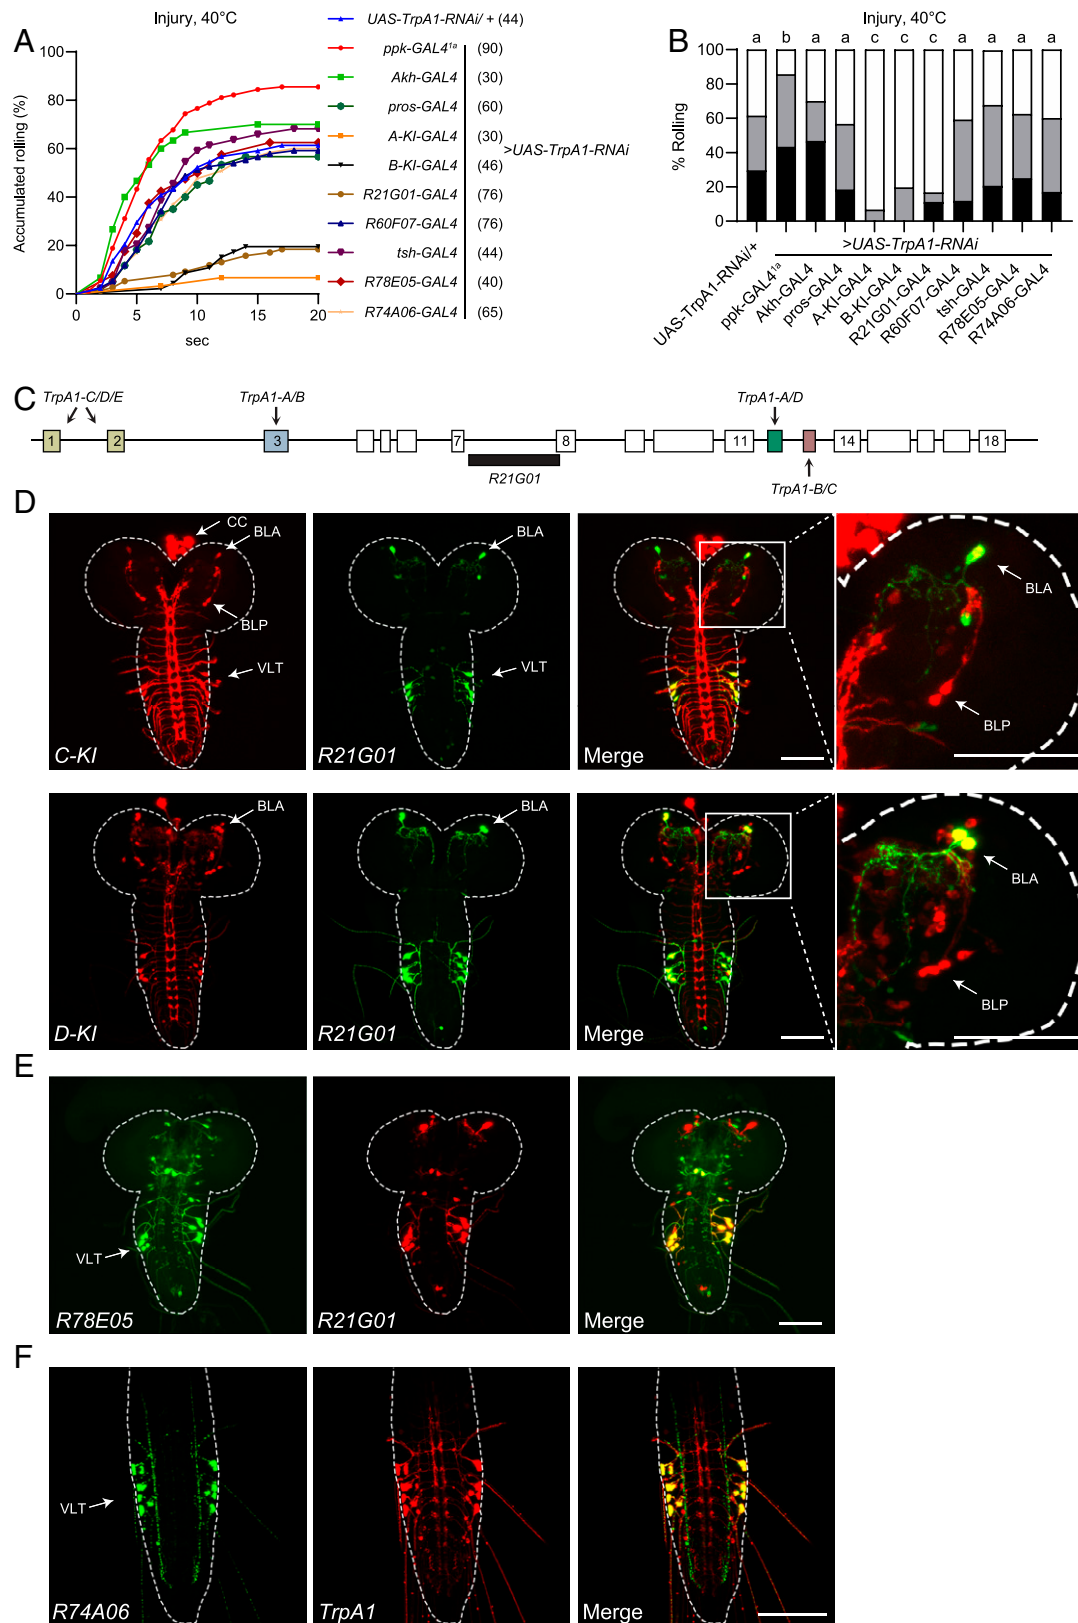 A
Injury, 40°C
Accumulated rolling (%)
100
80
60
40
20
0
0
5
10
15
20
sec
UAS-TrpA1-RNAi/ + (44)
ppk-GAL4¹ᵃ (90)
Akh-GAL4 (30)
pros-GAL4 (60)
A-KI-GAL4 (30)
B-KI-GAL4 (46)
R21G01-GAL4 (76)
R60F07-GAL4 (76)
tsh-GAL4 (44)
R78E05-GAL4 (40)
R74A06-GAL4 (65)
>UAS-TrpA1-RNAi
B
Injury, 40°C
a b a a c c c a a a a
% Rolling
100
80
60
40
20
0
>UAS-TrpA1-RNAi
UAS-TrpA1-RNAi/+
ppk-GAL4¹ᵃ
Akh-GAL4
pros-GAL4
A-KI-GAL4
B-KI-GAL4
R21G01-GAL4
R60F07-GAL4
tsh-GAL4
R78E05-GAL4
R74A06-GAL4
C
TrpA1-C/D/E
TrpA1-A/B
TrpA1-A/D
1 2 3 7 8 11 14 18
R21G01
TrpA1-B/C
D
CC
BLA
BLP
VLT
C-KI
BLA
VLT
R21G01
Merge
BLA
BLP
BLA
D-KI
BLA
R21G01
Merge
BLA
BLP
E
VLT
R78E05
R21G01
Merge
F
VLT
R74A06
TrpA1
Merge